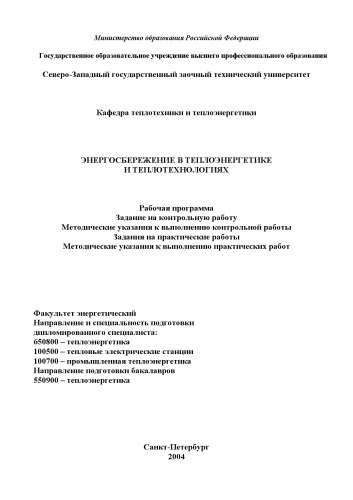 Министерство образования Российской Федерации
Государственное образовательное учреждение высшего профессионального образования
Северо-Западный государственный заочный технический университет
Кафедра теплотехники и теплоэнергетики
ЭНЕРГОСБЕРЕЖЕНИЕ В ТЕПЛОЭНЕРГЕТИКЕ
И ТЕПЛОТЕХНОЛОГИЯХ
Рабочая программа
Задание на контрольную работу
Методические указания к выполнению контрольной работы
Задания на практические работы
Методические указания к выполнению практических работ
Факультет энергетический
Направление и специальность подготовки
дипломированного специалиста:
650800 – теплоэнергетика
100500 – тепловые электрические станции
100700 – промышленная теплоэнергетика
Направление подготовки бакалавров
550900 – теплоэнергетика
Санкт-Петербург
2004